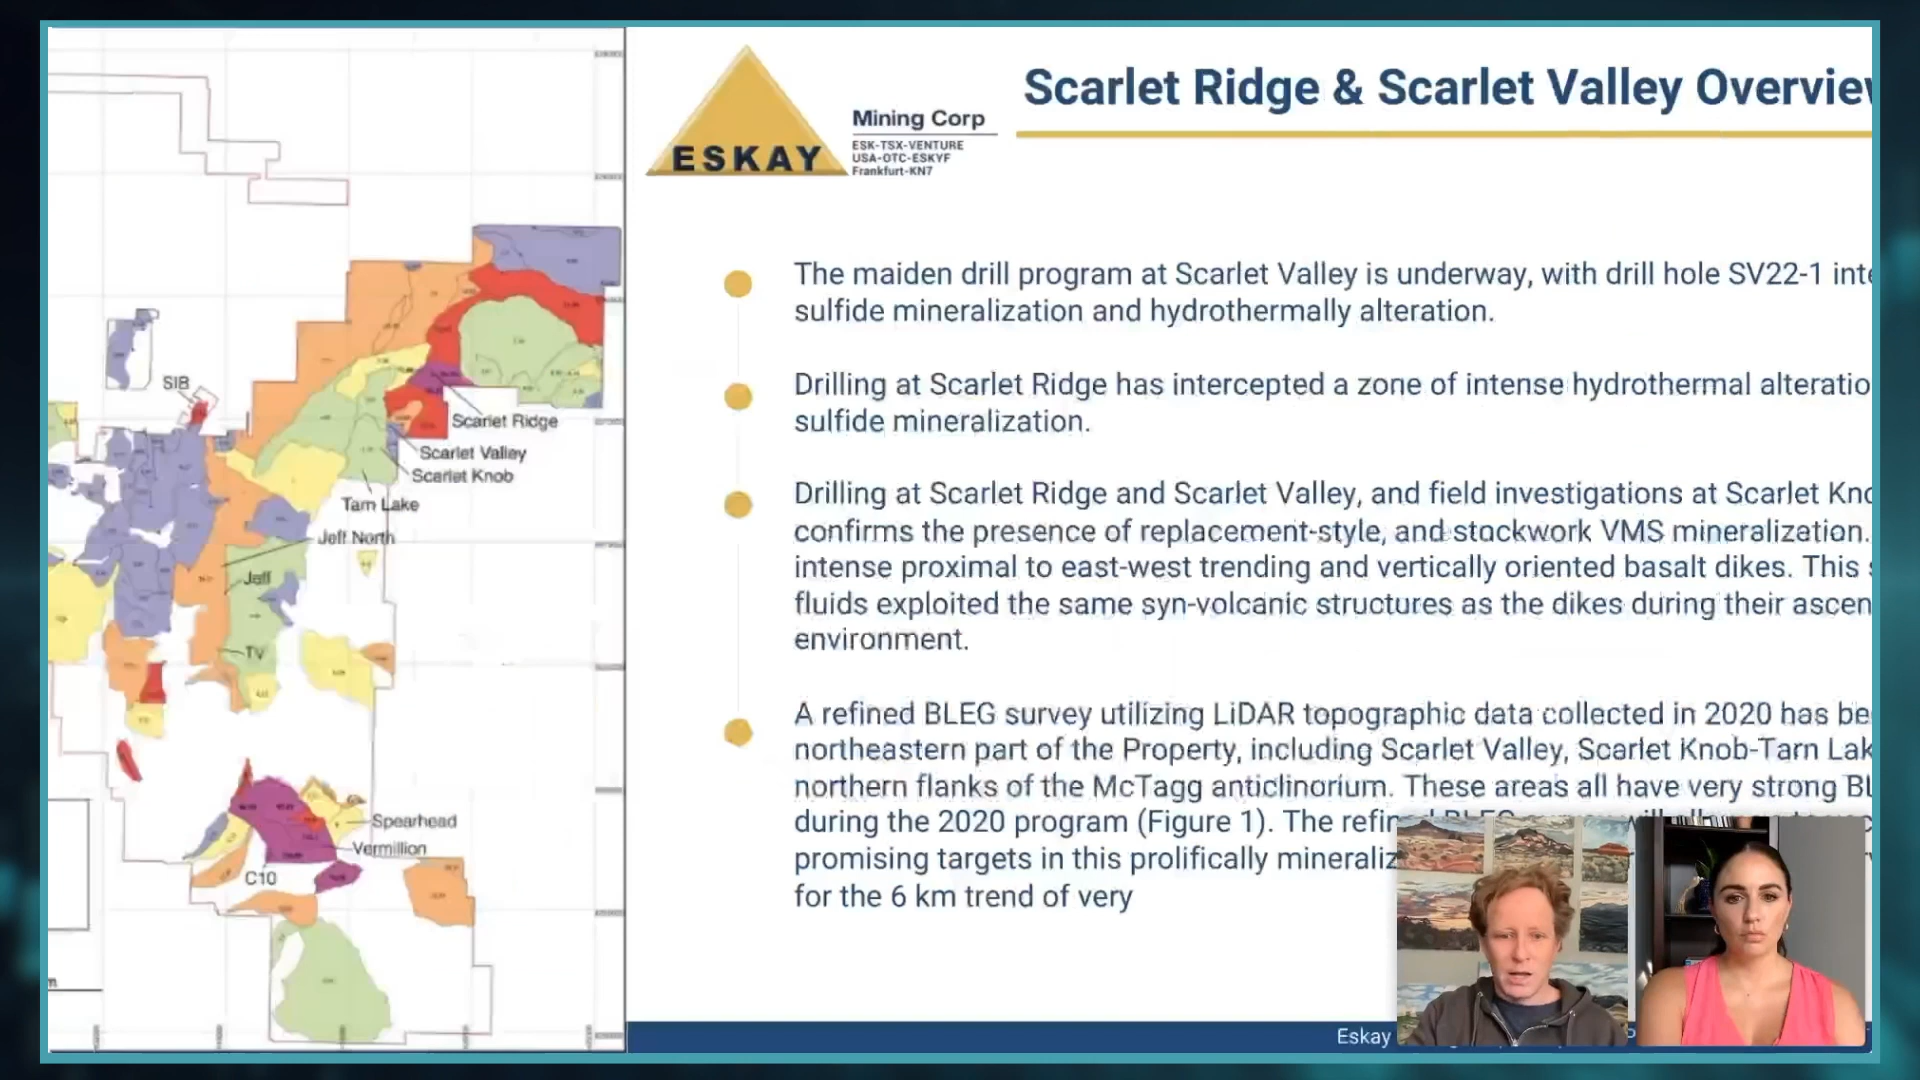 Scarlet Ridge & Scarlet Valley Overview
Mining Corp
ESKAY
ESK-TSX-VENTURE
USA-OTC-ESKYF
Frankfurt-KN7
The maiden drill program at Scarlet Valley is underway, with drill hole SV22-1 inte
sulfide mineralization and hydrothermally alteration.
Drilling at Scarlet Ridge has intercepted a zone of intense hydrothermal alteratio
sulfide mineralization.
Drilling at Scarlet Ridge and Scarlet Valley, and field investigations at Scarlet Kno
confirms the presence of replacement-style, and stockwork VMS mineralization.
intense proximal to east-west trending and vertically oriented basalt dikes. This s
fluids exploited the same syn-volcanic structures as the dikes during their ascen
environment.
A refined BLEG survey utilizing LiDAR topographic data collected in 2020 has be
northeastern part of the Property, including Scarlet Valley, Scarlet Knob-Tarn Lak
northern flanks of the McTagg anticlinorium. These areas all have very strong BL
during the 2020 program (Figure 1). The refin
promising targets in this prolifically mineraliz
for the 6 km trend of very
Eskay
SIB
Scarlet Ridge
Scarlet Valley
Scarlet Knob
Tarn Lake
Jeff North
Jeff
TV
Spearhead
Vermillion
C10